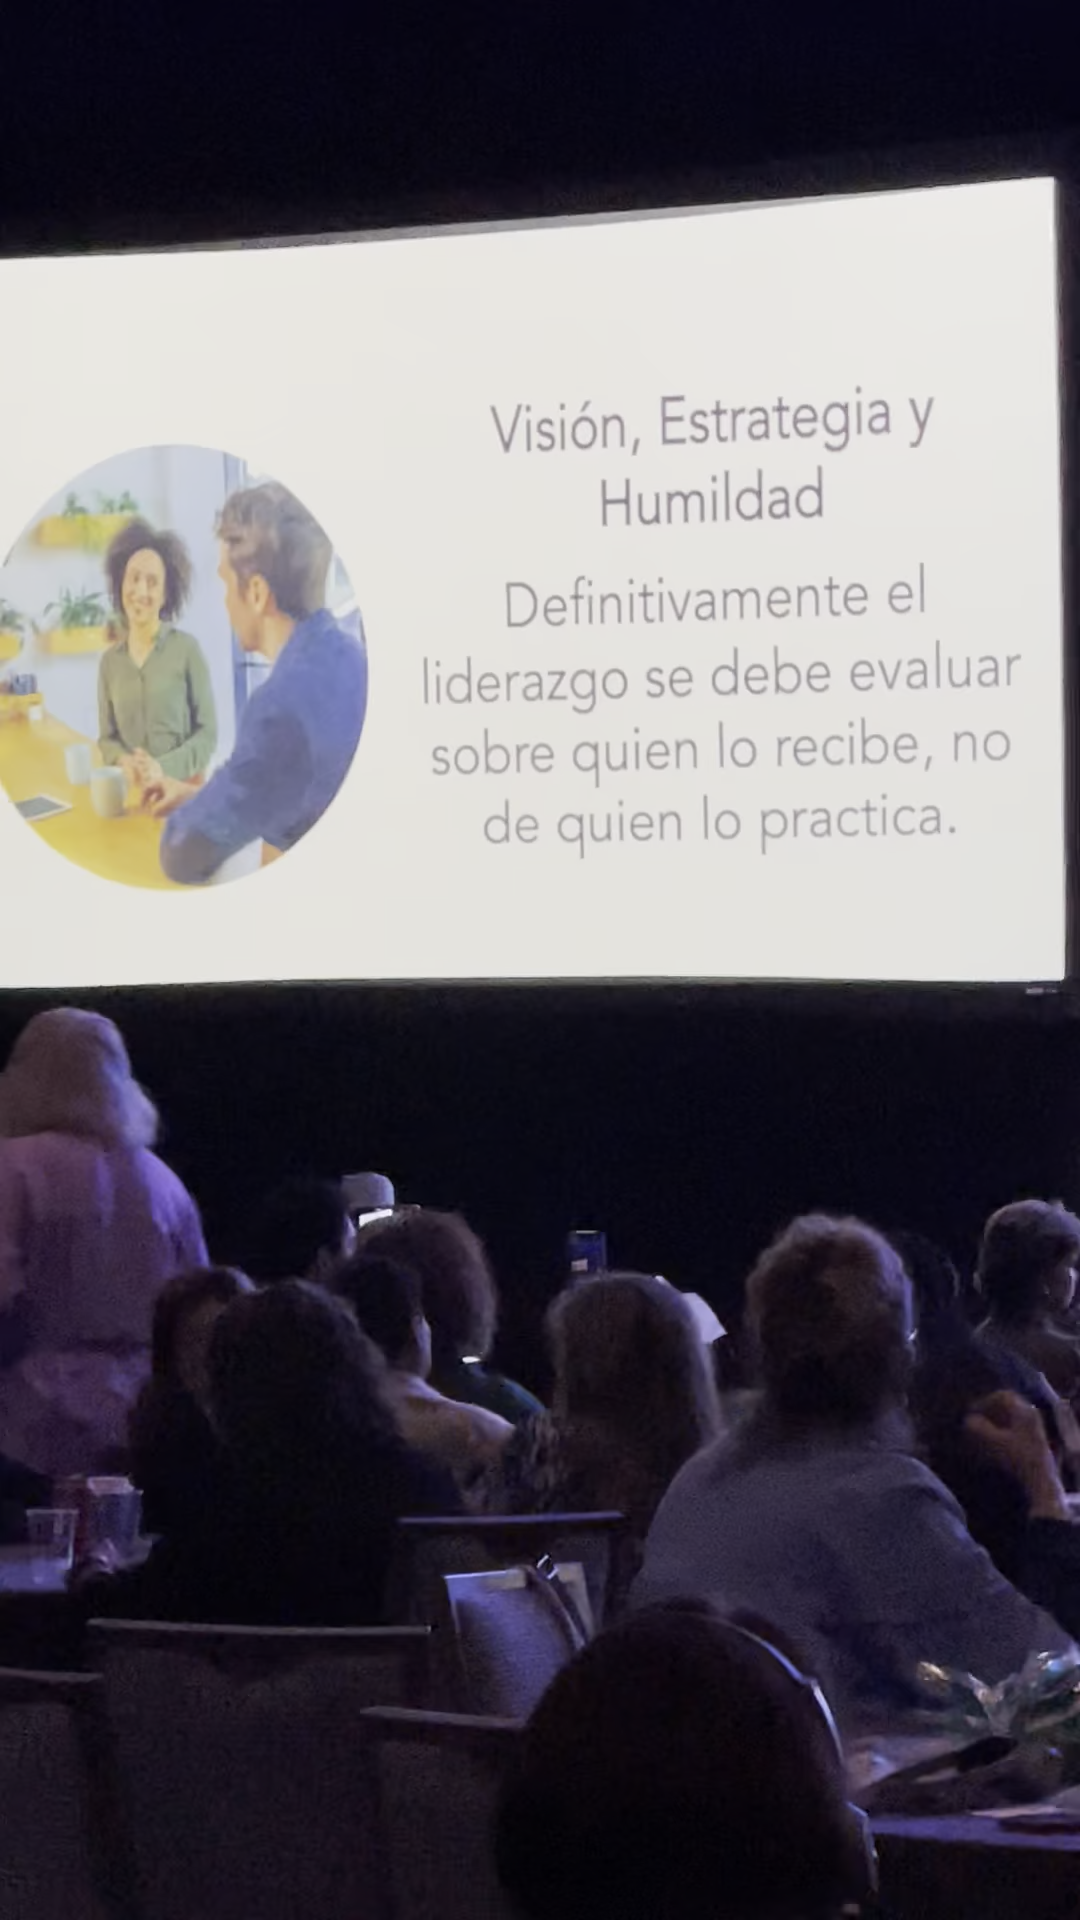 Visión, Estrategia y
Humildad
Definitivamente el
liderazgo se debe evaluar
sobre quien lo recibe, no
de quien lo practica.